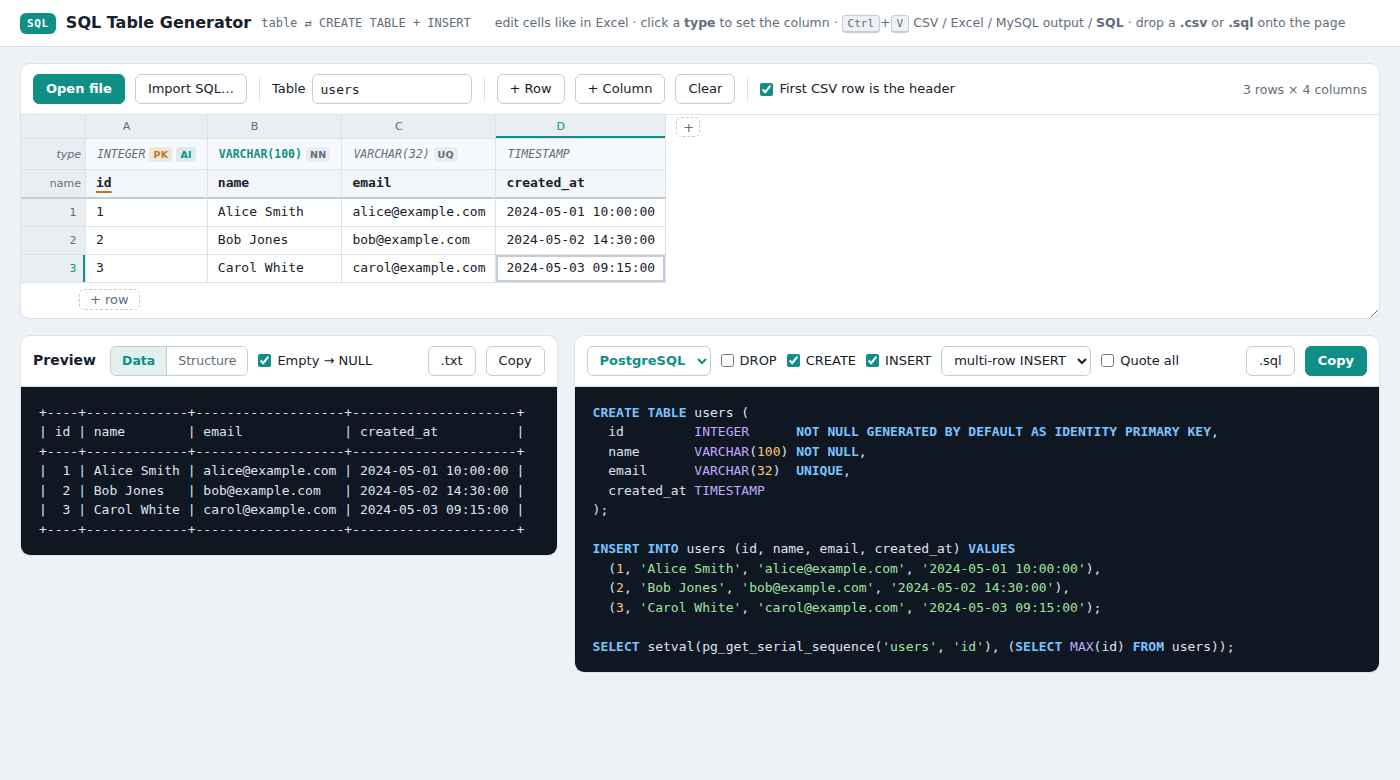 SQL SQL Table Generator table ⇄ CREATE TABLE + INSERT edit cells like in Excel · click a type to set the column · Ctrl+V CSV / Excel / MySQL output / SQL · drop a .csv or .sql onto the page
Open file Import SQL... Table users + Row + Column Clear First CSV row is the header 3 rows × 4 columns
A B C D +
type INTEGER PK AI VARCHAR(100) NN VARCHAR(32) UQ TIMESTAMP
name id name email created_at
1 1 Alice Smith alice@example.com 2024-05-01 10:00:00
2 2 Bob Jones bob@example.com 2024-05-02 14:30:00
3 3 Carol White carol@example.com 2024-05-03 09:15:00
+ row
Preview Data Structure Empty → NULL .txt Copy
+----+-------------+-------------------+---------------------+
| id | name        | email             | created_at          |
+----+-------------+-------------------+---------------------+
|  1 | Alice Smith | alice@example.com | 2024-05-01 10:00:00 |
|  2 | Bob Jones   | bob@example.com   | 2024-05-02 14:30:00 |
|  3 | Carol White | carol@example.com | 2024-05-03 09:15:00 |
+----+-------------+-------------------+---------------------+
PostgreSQL DROP CREATE INSERT multi-row INSERT Quote all .sql Copy
CREATE TABLE users (
  id         INTEGER      NOT NULL GENERATED BY DEFAULT AS IDENTITY PRIMARY KEY,
  name       VARCHAR(100) NOT NULL,
  email      VARCHAR(32)  UNIQUE,
  created_at TIMESTAMP
);
INSERT INTO users (id, name, email, created_at) VALUES
  (1, 'Alice Smith', 'alice@example.com', '2024-05-01 10:00:00'),
  (2, 'Bob Jones', 'bob@example.com', '2024-05-02 14:30:00'),
  (3, 'Carol White', 'carol@example.com', '2024-05-03 09:15:00');
SELECT setval(pg_get_serial_sequence('users', 'id'), (SELECT MAX(id) FROM users));